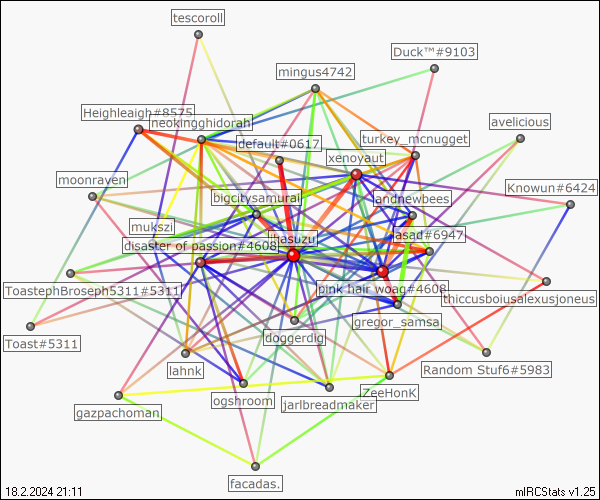 tescoroll
Duck™#9103
mingus4742
Heighleigh#8575
neokingghidorah
avelicious
turkey_mcnugget
default#0617
xenoyaut
moonraven
Knowun#6424
andnewbees
bigcitysamurai
mukszi
ihasuzu
asad#6947
disaster of passion#4608
ToastephBroseph5311#5311
pink hair woag#4608
thiccusboiusalexusjoneus
gregor_samsa
Toast#5311
doggerdig
lahnk
Random Stuf6#5983
ZeeHonK
ogshroom
jarlbreadmaker
gazpachoman
facadas.
18.2.2024 21:11
mIRCStats v1.25